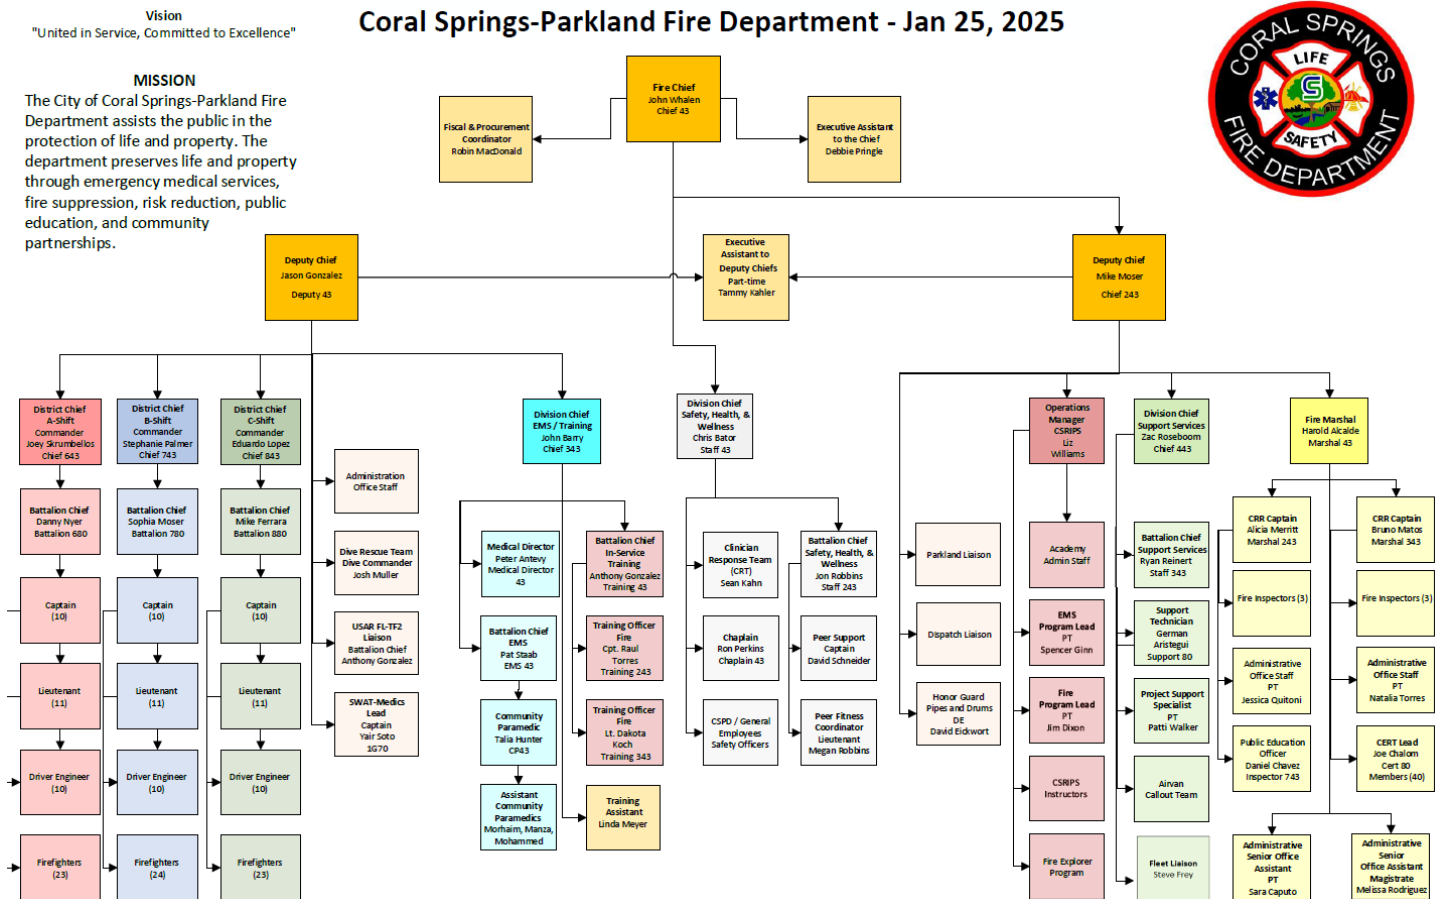 Vision
"United in Service, Committed to Excellence"
Coral Springs-Parkland Fire Department - Jan 25, 2025
CORAL SPRINGS
LIFE
SAFETY
FIRE DEPARTMENT
MISSION
The City of Coral Springs-Parkland Fire
Department assists the public in the
protection of life and property. The
department preserves life and property
through emergency medical services,
fire suppression, risk reduction, public
education, and community
partnerships.
Fire Chief
John Whalen
Chief 43
Fiscal & Procurement
Coordinator
Robin MacDonald
Executive Assistant
to the Chief
Debbie Pringle
Deputy Chief
Jason Gonzalez
Deputy 43
Executive
Assistant to
Deputy Chiefs
Part-time
Tammy Kahler
Deputy Chief
Mike Moser
Chief 243
District Chief
A-Shift
Commander
Joey Skrumbellos
Chief 643
District Chief
B-Shift
Commander
Stephanie Palmer
Chief 743
District Chief
C-Shift
Commander
Eduardo Lopez
Chief 843
Battalion Chief
Danny Nyer
Battalion 680
Battalion Chief
Sophia Moser
Battalion 780
Battalion Chief
Mike Ferrara
Battalion 880
Captain
(10)
Captain
(10)
Captain
(10)
Lieutenant
(11)
Lieutenant
(11)
Lieutenant
(11)
Driver Engineer
(10)
Driver Engineer
(10)
Driver Engineer
(10)
Firefighters
(23)
Firefighters
(24)
Firefighters
(23)
Administration
Office Staff
Dive Rescue Team
Dive Commander
Josh Muller
USAR FL-TF2
Liaison
Battalion Chief
Anthony Gonzalez
SWAT-Medics
Lead
Captain
Yair Soto
1G70
Division Chief
EMS / Training
John Barry
Chief 343
Medical Director
Peter Antevy
Medical Director
43
Battalion Chief
EMS
Pat Staab
EMS 43
Community
Paramedic
Talia Hunter
CP43
Assistant
Community
Paramedics
Morhaim, Manza,
Mohammed
Battalion Chief
In-Service
Training
Anthony Gonzalez
Training 43
Training Officer
Fire
Cpt. Raul
Torres
Training 243
Training Officer
Fire
Lt. Dakota
Koch
Training 343
Training
Assistant
Linda Meyer
Division Chief
Safety, Health, &
Wellness
Chris Bator
Staff 43
Clinician
Response Team
(CRT)
Sean Kahn
Chaplain
Ron Perkins
Chaplain 43
CSPD / General
Employees
Safety Officers
Battalion Chief
Safety, Health, &
Wellness
Jon Robbins
Staff 243
Peer Support
Captain
David Schneider
Peer Fitness
Coordinator
Lieutenant
Megan Robbins
Parkland Liaison
Dispatch Liaison
Honor Guard
Pipes and Drums
DE
David Eickwort
Operations
Manager
CSRIPS
Liz
Williams
Academy
Admin Staff
EMS
Program Lead
PT
Spencer Ginn
Fire
Program Lead
PT
Jim Dixon
CSRIPS
Instructors
Fire Explorer
Program
Division Chief
Support Services
Zac Roseboom
Chief 443
Battalion Chief
Support Services
Ryan Reinert
Staff 343
Support
Technician
German
Aristegui
Support 80
Project Support
Specialist
PT
Patti Walker
Airvan
Callout Team
Fleet Liaison
Steve Frey
Fire Marshal
Harold Alcalde
Marshal 43
CRR Captain
Alicia Merritt
Marshal 243
Fire Inspectors (3)
Administrative
Office Staff
PT
Jessica Quitoni
Public Education
Officer
Daniel Chavez
Inspector 743
Administrative
Senior Office
Assistant
PT
Sara Caputo
CRR Captain
Bruno Matos
Marshal 343
Fire Inspectors (3)
Administrative
Office Staff
PT
Natalia Torres
CERT Lead
Joe Chalom
Cert 80
Members (40)
Administrative
Senior
Office Assistant
Magistrate
Melissa Rodriguez